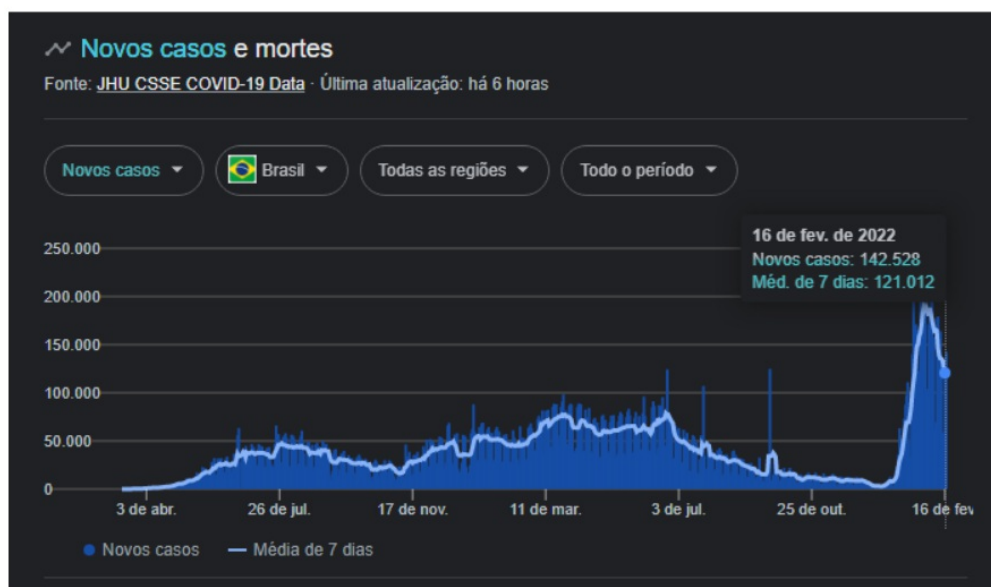 Novos casos e mortes
Fonte: JHU CSSE COVID-19 Data · Última atualização: há 6 horas
Novos casos
Brasil
Todas as regiões
Todo o período
16 de fev. de 2022
Novos casos: 142.528
Méd. de 7 dias: 121.012
250.000
200.000
150.000
100.000
50.000
0
3 de abr. 26 de jul. 17 de nov. 11 de mar. 3 de jul. 25 de out. 16 de fev
Novos casos Média de 7 dias